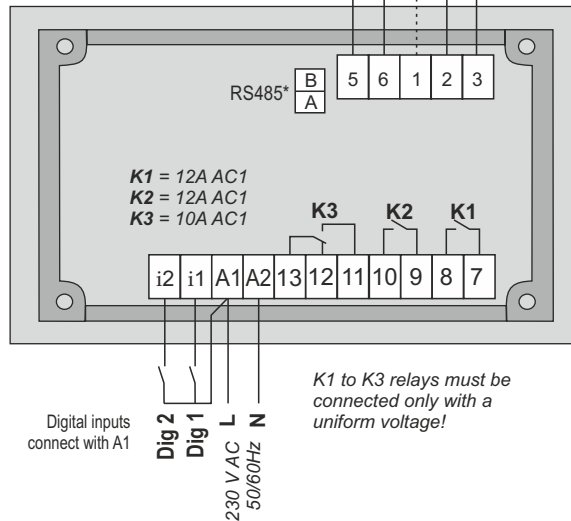 5 6 1 2 3
RS485*
B
A
K1 = 12A AC1
K2 = 12A AC1
K3 = 10A AC1
K3 K2 K1
i2 i1 A1 A2 13 12 11 10 9 8 7
Digital inputs
connect with A1
Dig 2
Dig 1
L
N
230 V AC
50/60Hz
K1 to K3 relays must be
connected only with a
uniform voltage!